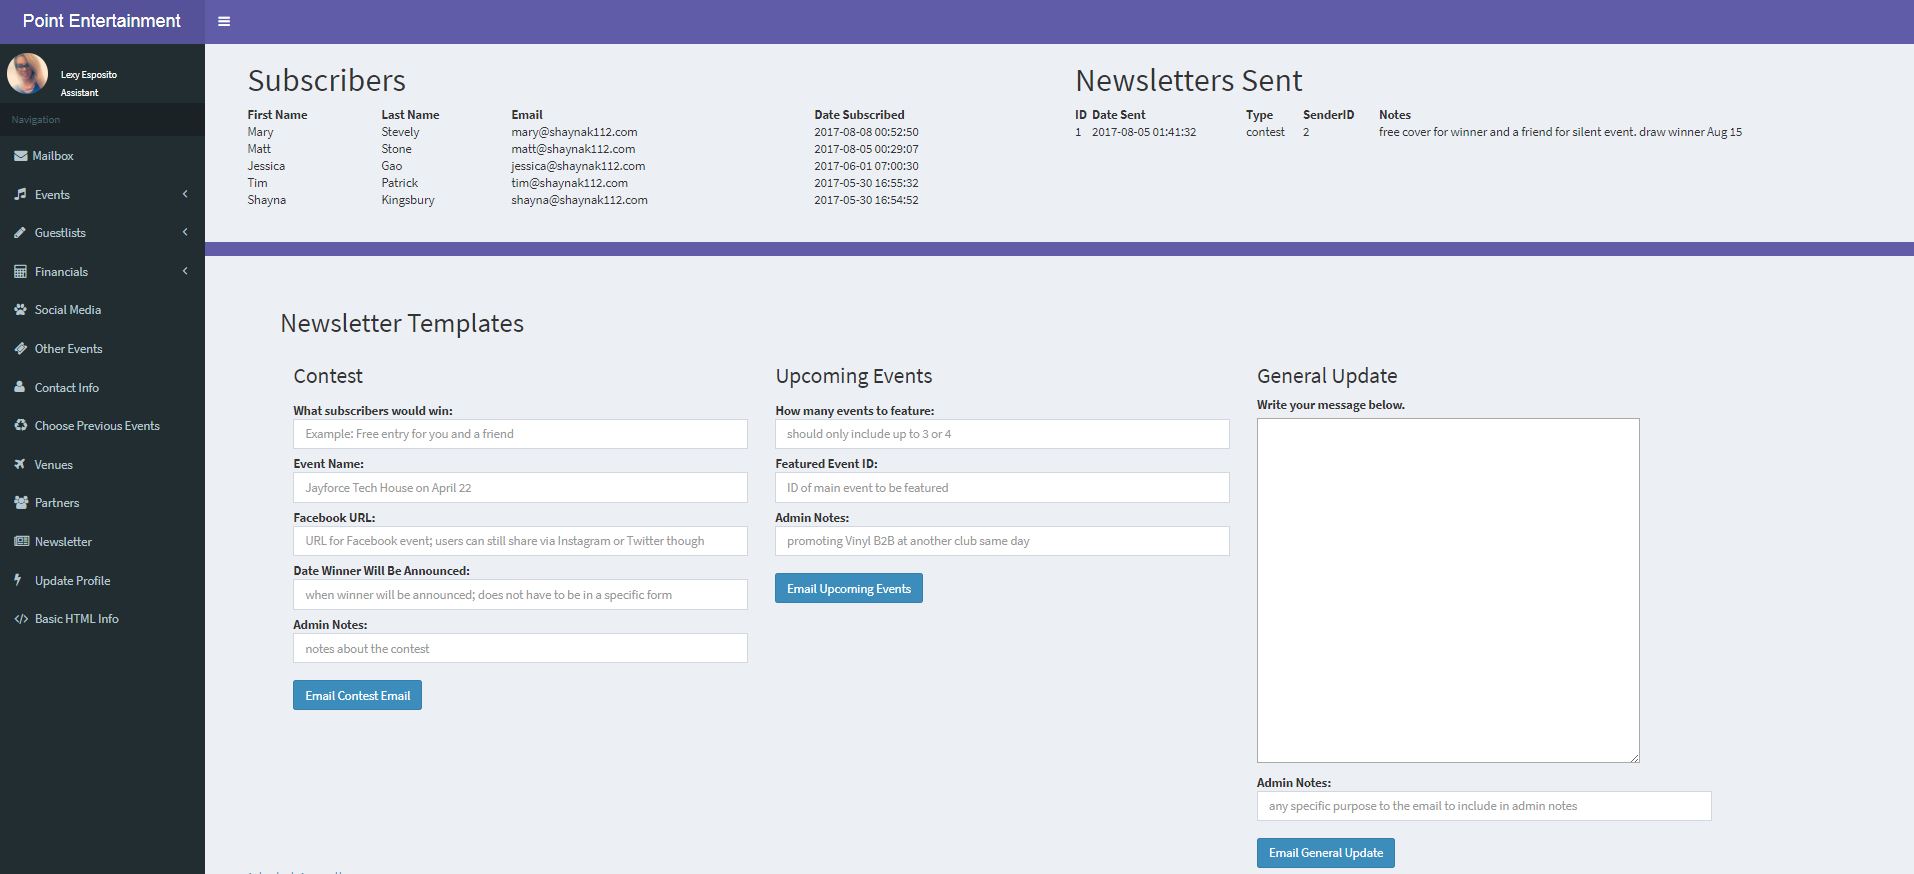 Point Entertainment
Lexy Esposito
Assistant
Navigation
Mailbox
Events
Guestlists
Financials
Social Media
Other Events
Contact Info
Choose Previous Events
Venues
Partners
Newsletter
Update Profile
Basic HTML Info
Subscribers
First Name Last Name Email Date Subscribed
Mary Stevely mary@shaynak112.com 2017-08-08 00:52:50
Matt Stone matt@shaynak112.com 2017-08-05 00:29:07
Jessica Gao jessica@shaynak112.com 2017-06-01 07:00:30
Tim Patrick tim@shaynak112.com 2017-05-30 16:55:32
Shayna Kingsbury shayna@shaynak112.com 2017-05-30 16:54:52
Newsletters Sent
ID Date Sent Type SenderID Notes
1 2017-08-05 01:41:32 contest 2 free cover for winner and a friend for silent event. draw winner Aug 15
Newsletter Templates
Contest
What subscribers would win:
Example: Free entry for you and a friend
Event Name:
Jayforce Tech House on April 22
Facebook URL:
URL for Facebook event; users can still share via Instagram or Twitter though
Date Winner Will Be Announced:
when winner will be announced; does not have to be in a specific form
Admin Notes:
notes about the contest
Email Contest Email
Upcoming Events
How many events to feature:
should only include up to 3 or 4
Featured Event ID:
ID of main event to be featured
Admin Notes:
promoting Vinyl B2B at another club same day
Email Upcoming Events
General Update
Write your message below.
Admin Notes:
any specific purpose to the email to include in admin notes
Email General Update